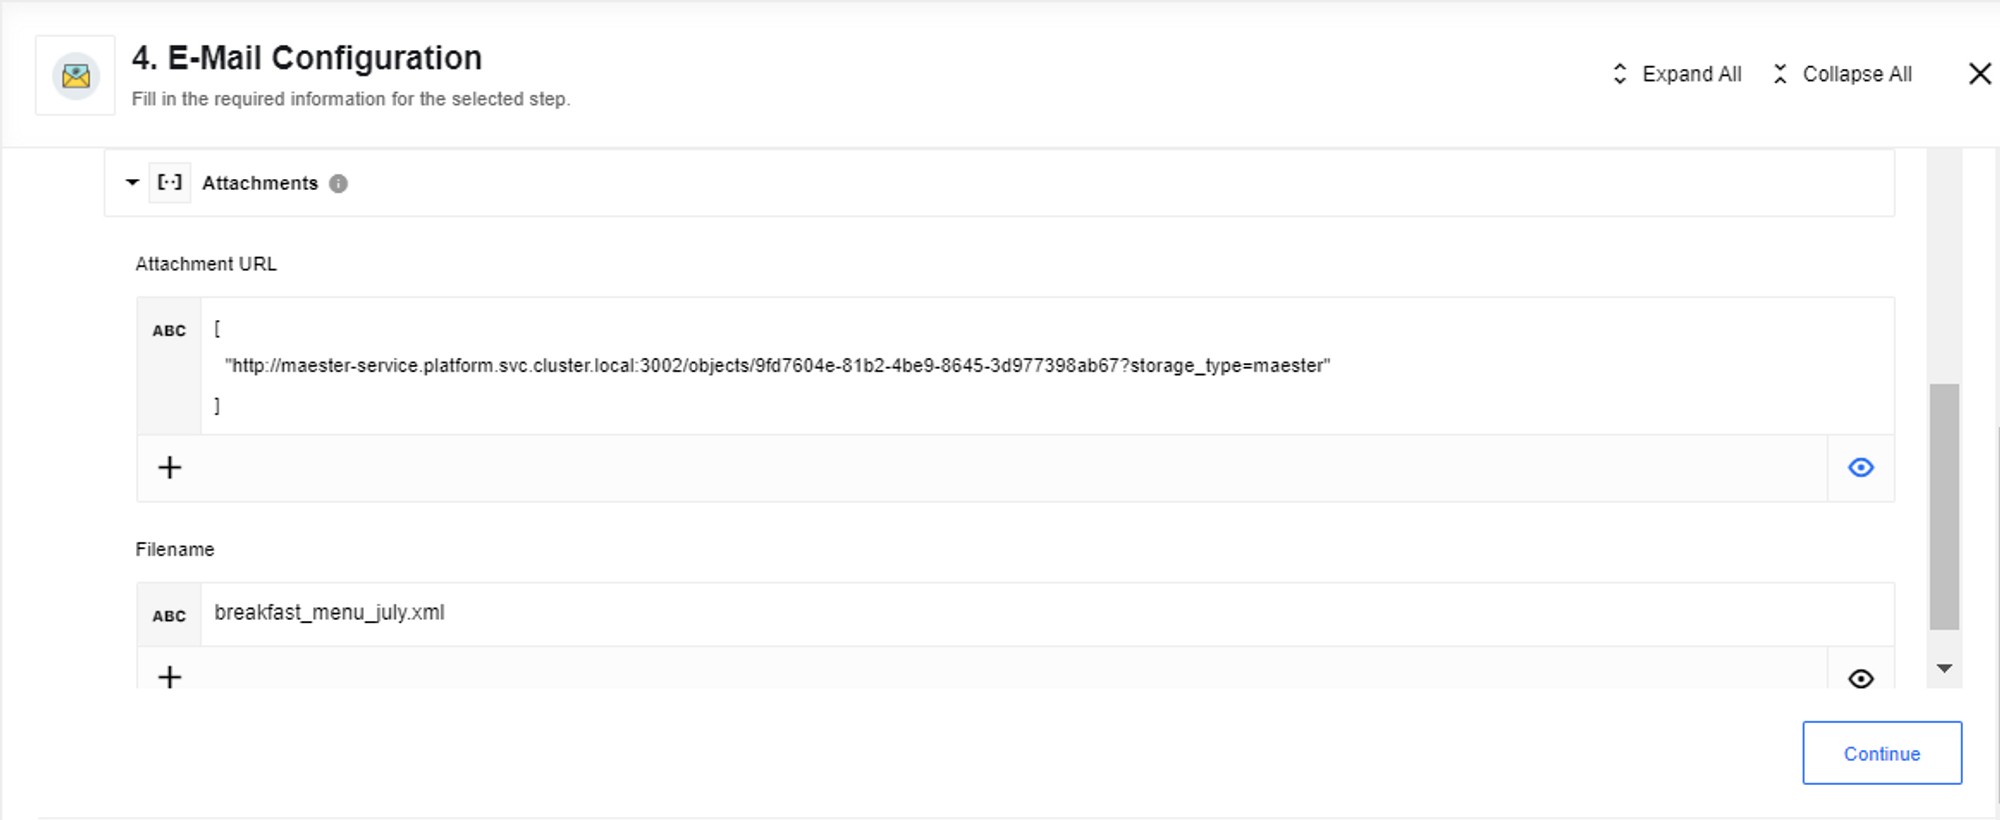 4. E-Mail Configuration
Fill in the required information for the selected step.
Expand All
Collapse All
[··] Attachments
Attachment URL
ABC
[
"http://maester-service.platform.svc.cluster.local:3002/objects/9fd7604e-81b2-4be9-8645-3d977398ab67?storage_type=maester"
]
Filename
ABC
breakfast_menu_july.xml
Continue